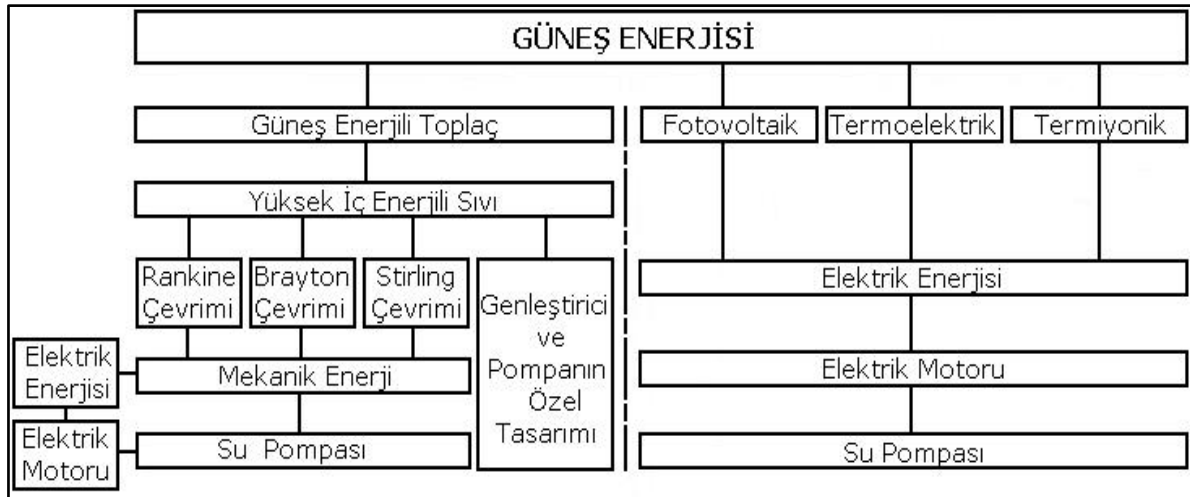 GÜNEŞ ENERJİSİ
Güneş Enerjili Toplaç
Fotovoltaik
Termoelektrik
Termiyonik
Yüksek İç Enerjili Sıvı
Rankine
Çevrimi
Brayton
Çevrimi
Stirling
Çevrimi
Genleştirici
ve
Pompanın
Özel
Tasarımı
Elektrik Enerjisi
Elektrik
Enerjisi
Mekanik Enerji
Elektrik Motoru
Elektrik
Motoru
Su Pompası
Su Pompası